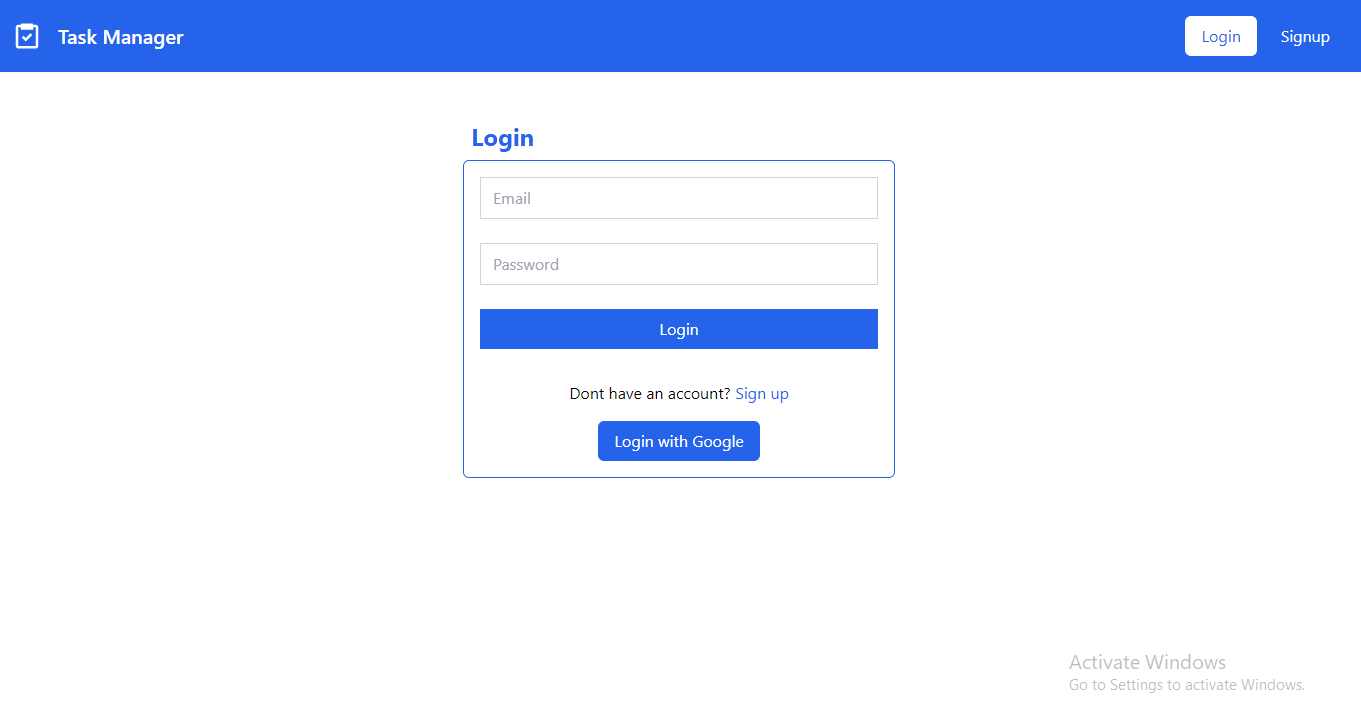 Task Manager
Login
Signup
Login
Email
Password
Login
Dont have an account? Sign up
Login with Google
Activate Windows
Go to Settings to activate Windows.